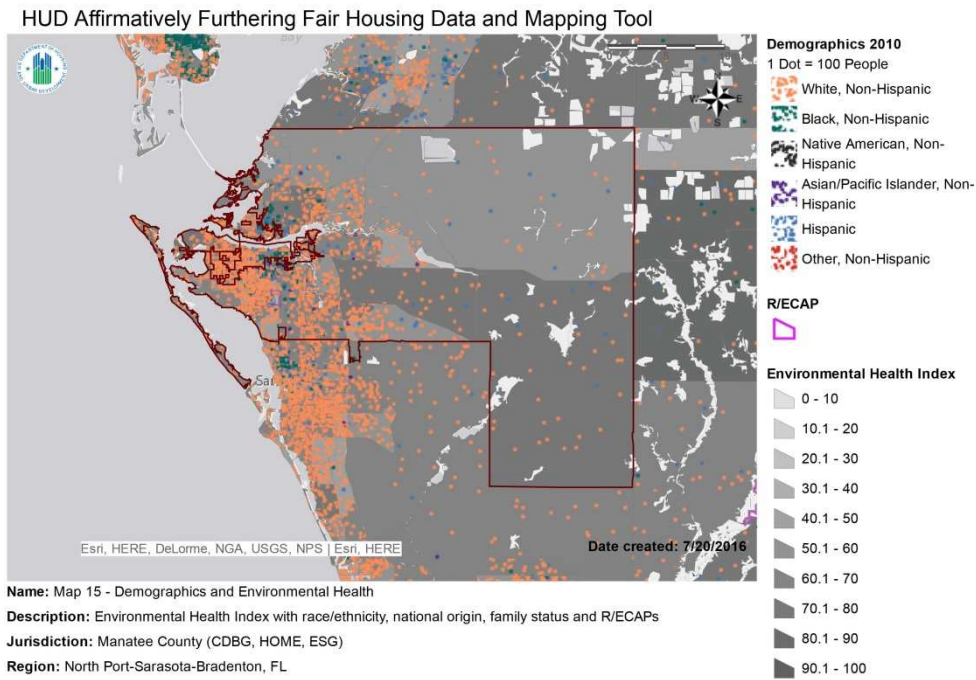 HUD Affirmatively Furthering Fair Housing Data and Mapping Tool
Demographics 2010
1 Dot = 100 People
White, Non-Hispanic
Black, Non-Hispanic
Native American, Non-
Hispanic
Asian/Pacific Islander, Non-
Hispanic
Hispanic
Other, Non-Hispanic
R/ECAP
Environmental Health Index
0 - 10
10.1 - 20
20.1 - 30
30.1 - 40
40.1 - 50
50.1 - 60
60.1 - 70
70.1 - 80
80.1 - 90
90.1 - 100
N
W E
S
Bay
Esri, HERE, DeLorme, NGA, USGS, NPS | Esri, HERE
Date created: 7/20/2016
Name: Map 15 - Demographics and Environmental Health
Description: Environmental Health Index with race/ethnicity, national origin, family status and R/ECAPs
Jurisdiction: Manatee County (CDBG, HOME, ESG)
Region: North Port-Sarasota-Bradenton, FL